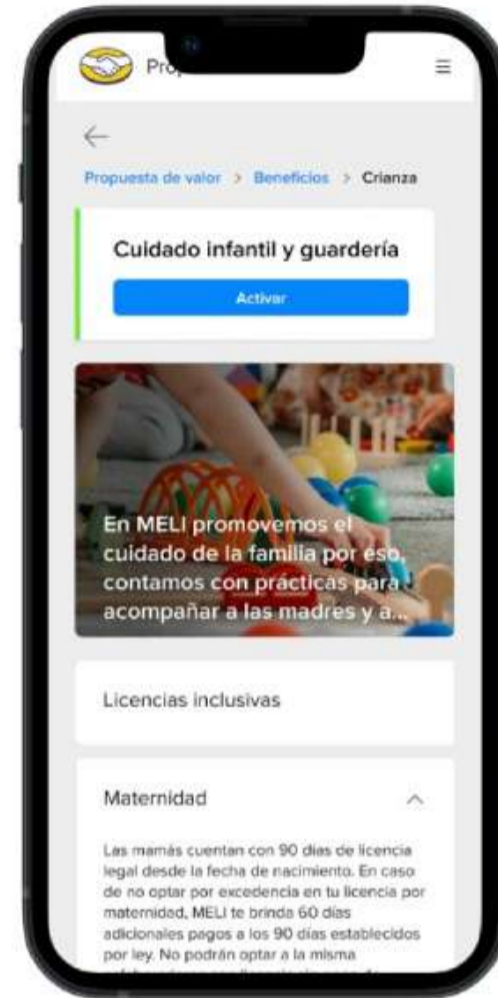 Propuesta de valor > Beneficios > Crianza
Cuidado infantil y guardería
Activar
En MELI promovemos el
cuidado de la familia por eso,
contamos con prácticas para
acompañar a las madres y a...
Licencias inclusivas
Maternidad
Las mamás cuentan con 90 días de licencia
legal desde la fecha de nacimiento. En caso
de no optar por excedencia en tu licencia por
maternidad, MELI te brinda 60 días
adicionales pagos a los 90 días establecidos
por ley. No podrán optar a la misma